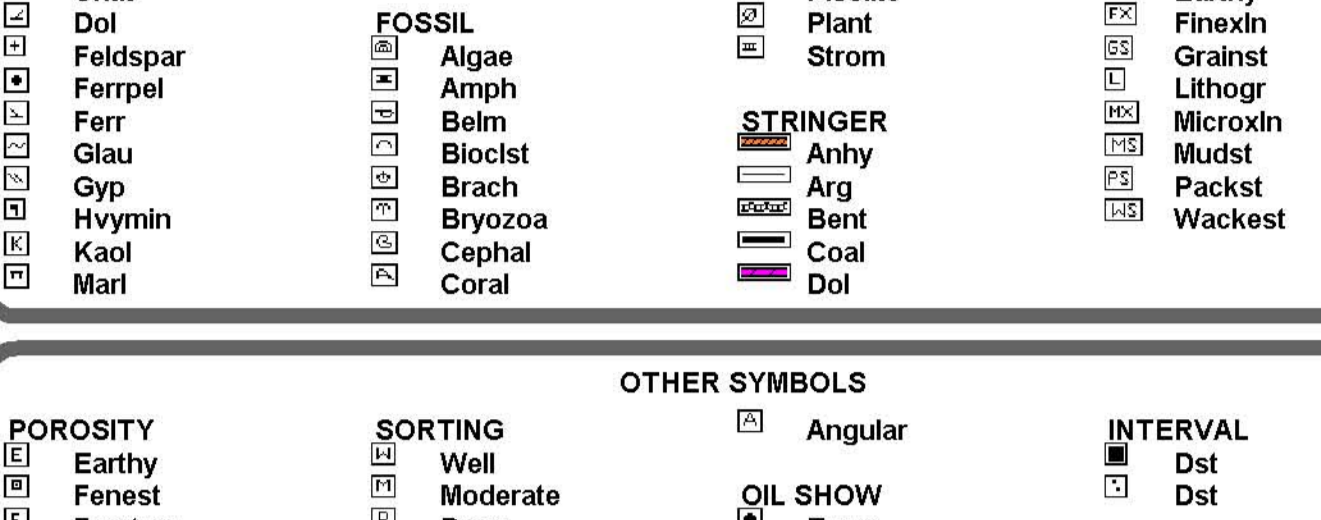 Dol
Feldspar
Ferrpel
Ferr
Glau
Gyp
Hvymin
K Kaol
Marl
FOSSIL
Algae
Amph
Belm
Bioclst
Brach
Bryozoa
Cephal
Coral
Plant
Strom
STRINGER
Anhy
Arg
Bent
Coal
Dol
FX Finexln
GS Grainst
L Lithogr
MX Microxln
MS Mudst
PS Packst
WS Wackest
OTHER SYMBOLS
POROSITY
E Earthy
Fenest
SORTING
W Well
M Moderate
A Angular
OIL SHOW
INTERVAL
Dst
Dst